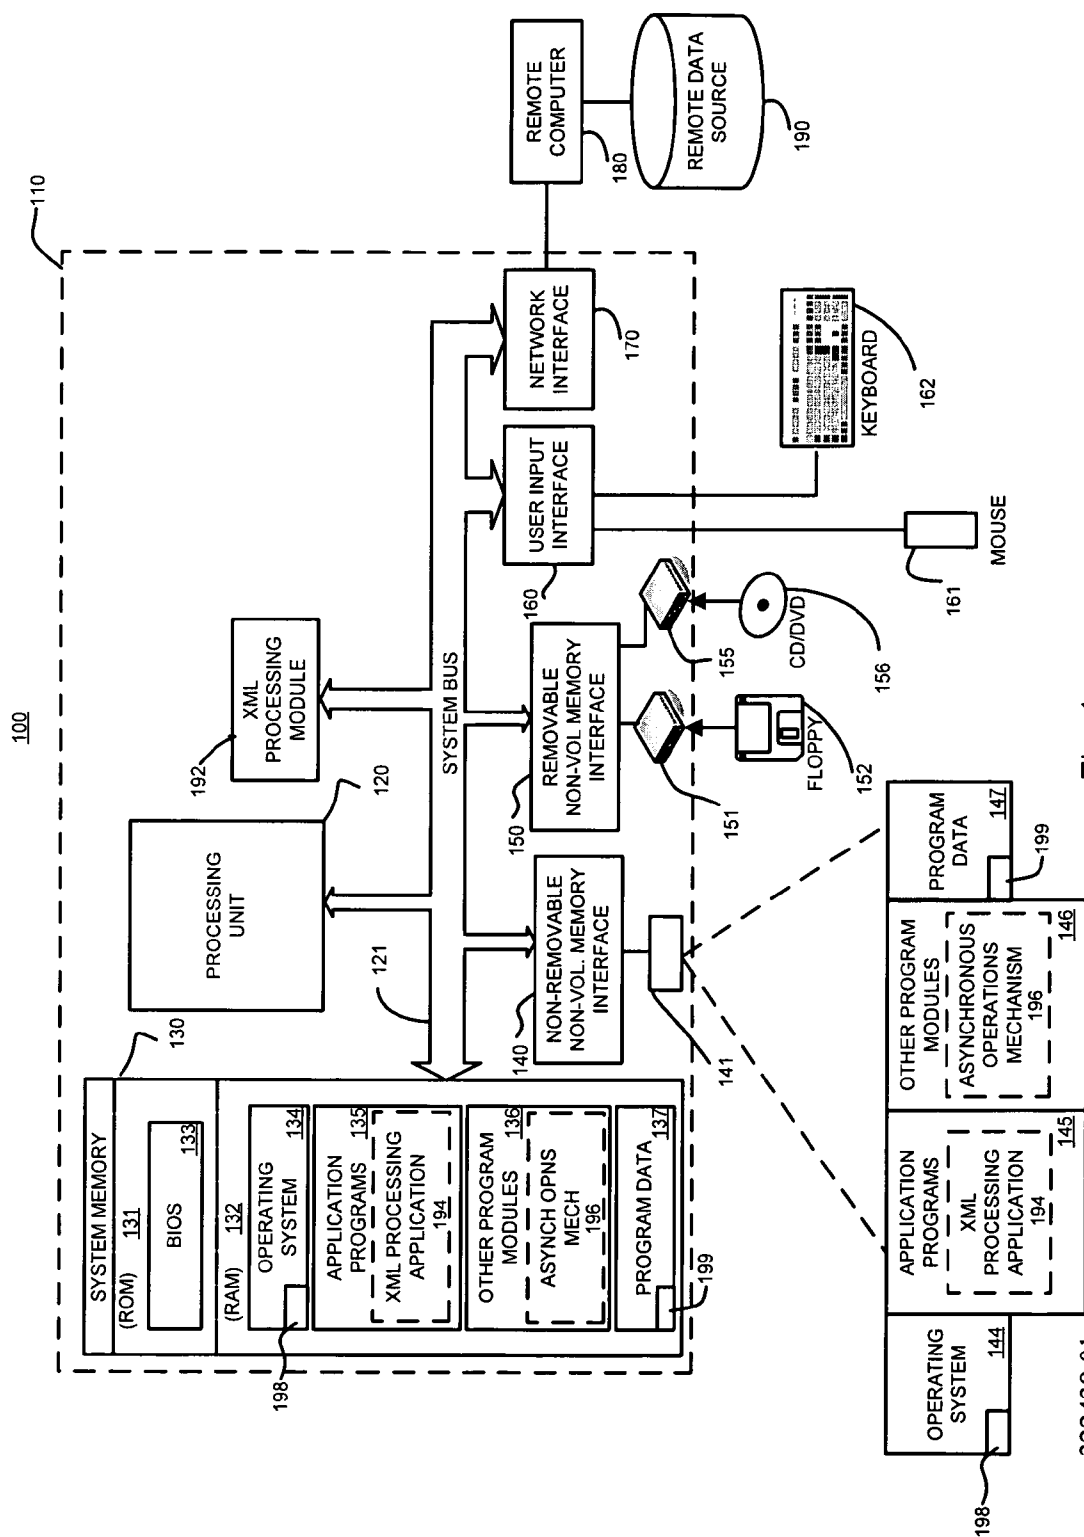 100
110
SYSTEM MEMORY
130
(ROM) 131
BIOS
133
(RAM) 132
OPERATING
SYSTEM
134
198
APPLICATION
PROGRAMS
135
XML PROCESSING
APPLICATION
194
OTHER PROGRAM
MODULES
136
ASYNCH OPNS
MECH
196
PROGRAM DATA
137
199
PROCESSING
UNIT
120
121
XML
PROCESSING
MODULE
192
SYSTEM BUS
NON-REMOVABLE
NON-VOL. MEMORY
INTERFACE
140
141
REMOVABLE
NON-VOL MEMORY
INTERFACE
150
151
155
FLOPPY
152
CD/DVD
156
USER INPUT
INTERFACE
160
NETWORK
INTERFACE
170
REMOTE
COMPUTER
180
REMOTE DATA
SOURCE
190
MOUSE
161
KEYBOARD
162
OPERATING
SYSTEM
144
198
APPLICATION
PROGRAMS
145
XML
PROCESSING
APPLICATION
194
OTHER PROGRAM
MODULES
146
ASYNCHRONOUS
OPERATIONS
MECHANISM
196
PROGRAM
DATA
147
199